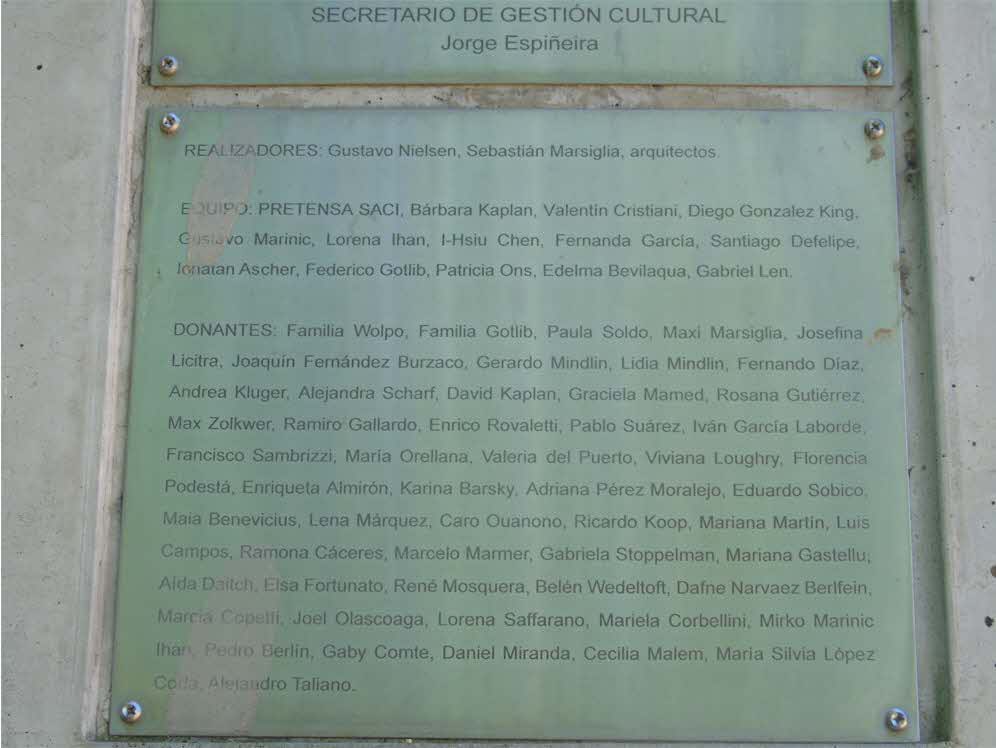 SECRETARIO DE GESTIÓN CULTURAL
Jorge Espiñeira
REALIZADORES: Gustavo Nielsen, Sebastián Marsiglia, arquitectos.
EQUIPO: PRETENSA SACI, Bárbara Kaplan, Valentín Cristiani, Diego Gonzalez King,
Gustavo Marinic, Lorena Ihan, I-Hsiu Chen, Fernanda García, Santiago Defelipe,
Jonatan Ascher, Federico Gotlib, Patricia Ons, Edelma Bevilaqua, Gabriel Len.
DONANTES: Familia Wolpo, Familia Gotlib, Paula Soldo, Maxi Marsiglia, Josefina
Licitra, Joaquín Fernández Burzaco, Gerardo Mindlin, Lidia Mindlin, Fernando Díaz,
Andrea Kluger, Alejandra Scharf, David Kaplan, Graciela Mamed, Rosana Gutiérrez,
Max Zolkwer, Ramiro Gallardo, Enrico Rovaletti, Pablo Suárez, Iván García Laborde,
Francisco Sambrizzi, María Orellana, Valeria del Puerto, Viviana Loughry, Florencia
Podestá, Enriqueta Almirón, Karina Barsky, Adriana Pérez Moralejo, Eduardo Sobico,
Maia Benevicius, Lena Márquez, Caro Ouanono, Ricardo Koop, Mariana Martín, Luis
Campos, Ramona Cáceres, Marcelo Marmer, Gabriela Stoppelman, Mariana Gastellu,
Aída Daitch, Elsa Fortunato, René Mosquera, Belén Wedeltoft, Dafne Narvaez Berlfein,
Marcia Copetti, Joel Olascoaga, Lorena Saffarano, Mariela Corbellini, Mirko Marinic
Ihan, Pedro Berlín, Gaby Comte, Daniel Miranda, Cecilia Malem, María Silvia López
Coda, Alejandro Taliano.